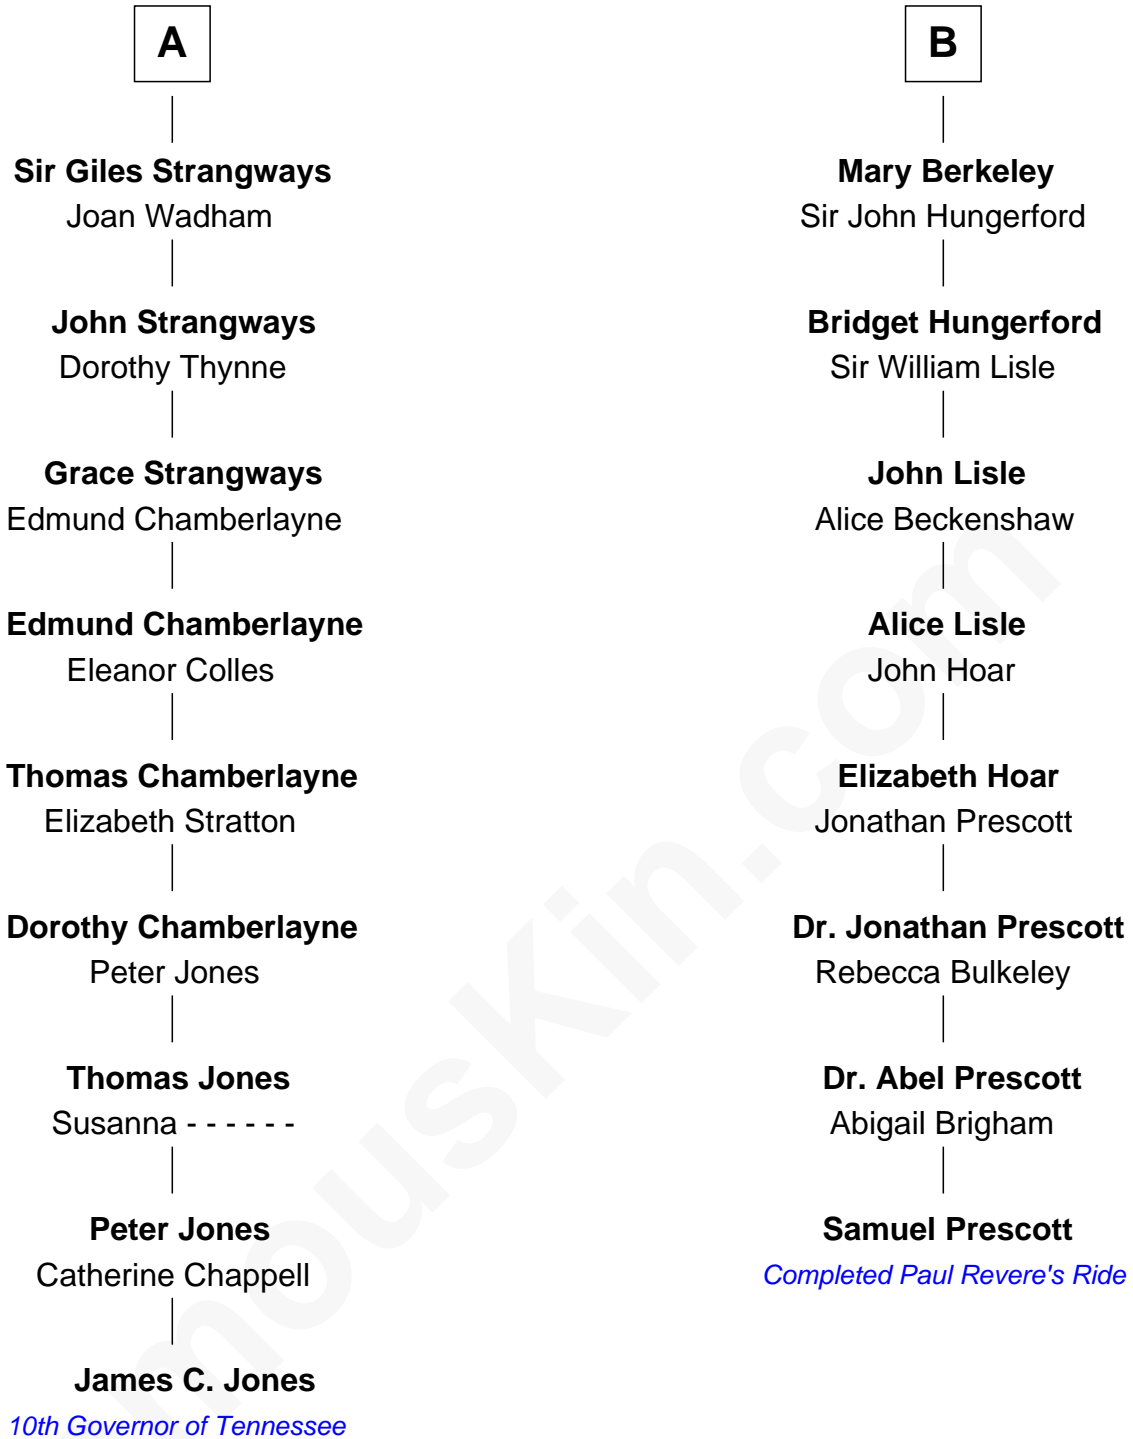 A
Sir Giles Strangways
Joan Wadham
John Strangways
Dorothy Thynne
Grace Strangways
Edmund Chamberlayne
Edmund Chamberlayne
Eleanor Colles
Thomas Chamberlayne
Elizabeth Stratton
Dorothy Chamberlayne
Peter Jones
Thomas Jones
Susanna - - - - - -
Peter Jones
Catherine Chappell
James C. Jones
10th Governor of Tennessee
B
Mary Berkeley
Sir John Hungerford
Bridget Hungerford
Sir William Lisle
John Lisle
Alice Beckenshaw
Alice Lisle
John Hoar
Elizabeth Hoar
Jonathan Prescott
Dr. Jonathan Prescott
Rebecca Bulkeley
Dr. Abel Prescott
Abigail Brigham
Samuel Prescott
Completed Paul Revere's Ride
mousKin.com